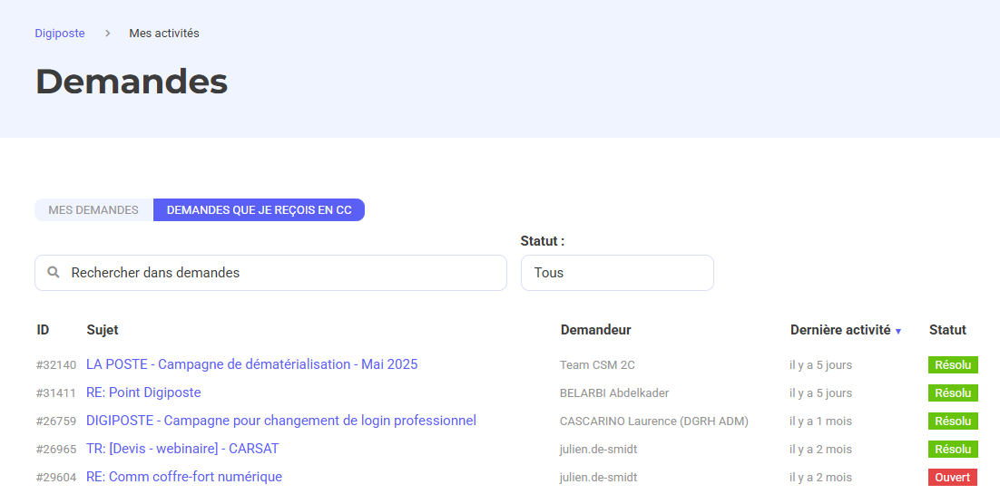 Digiposte > Mes activités
Demandes
MES DEMANDES DEMANDES QUE JE REÇOIS EN CC
Statut :
Rechercher dans demandes Tous
ID Sujet Demandeur Dernière activité ▼ Statut
#32140 LA POSTE - Campagne de dématérialisation - Mai 2025 Team CSM 2C il y a 5 jours Résolu
#31411 RE: Point Digiposte BELARBI Abdelkader il y a 5 jours Résolu
#26759 DIGIPOSTE - Campagne pour changement de login professionnel CASCARINO Laurence (DGRH ADM) il y a 1 mois Résolu
#26965 TR: [Devis - webinaire] - CARSAT julien.de-smidt il y a 2 mois Résolu
#29604 RE: Comm coffre-fort numérique julien.de-smidt il y a 2 mois Ouvert